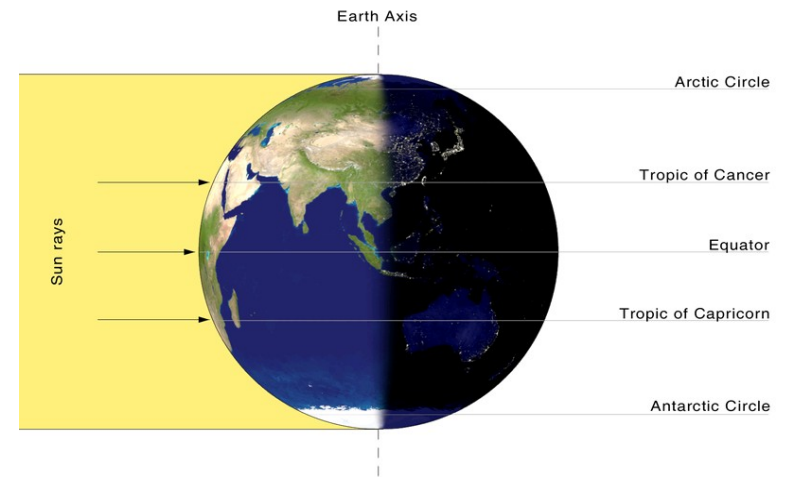 Earth Axis
Arctic Circle
Tropic of Cancer
Sun rays
Equator
Tropic of Capricorn
Antarctic Circle